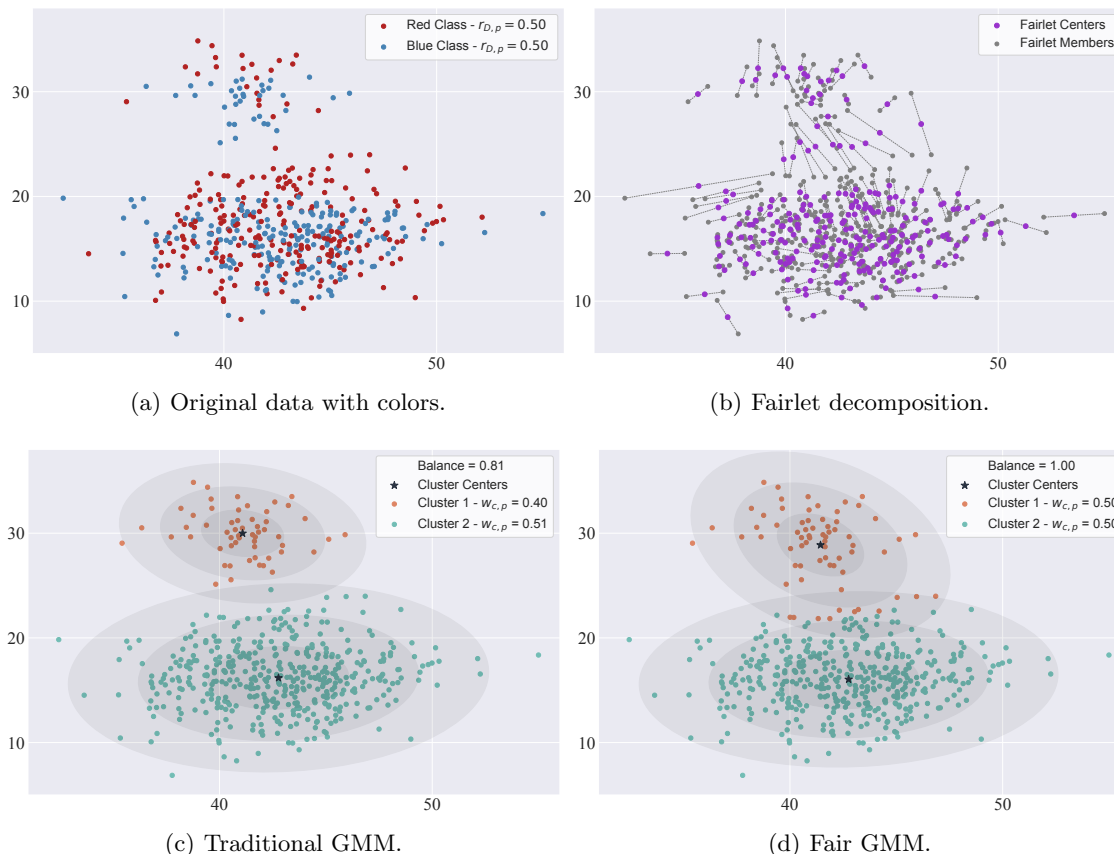 Red Class - r_{D,p} = 0.50
Blue Class - r_{D,p} = 0.50
30
20
10
40
50
(a) Original data with colors.
Fairlet Centers
Fairlet Members
30
20
10
40
50
(b) Fairlet decomposition.
Balance = 0.81
Cluster Centers
Cluster 1 - w_{c,p} = 0.40
Cluster 2 - w_{c,p} = 0.51
30
20
10
40
50
(c) Traditional GMM.
Balance = 1.00
Cluster Centers
Cluster 1 - w_{c,p} = 0.50
Cluster 2 - w_{c,p} = 0.50
30
20
10
40
50
(d) Fair GMM.